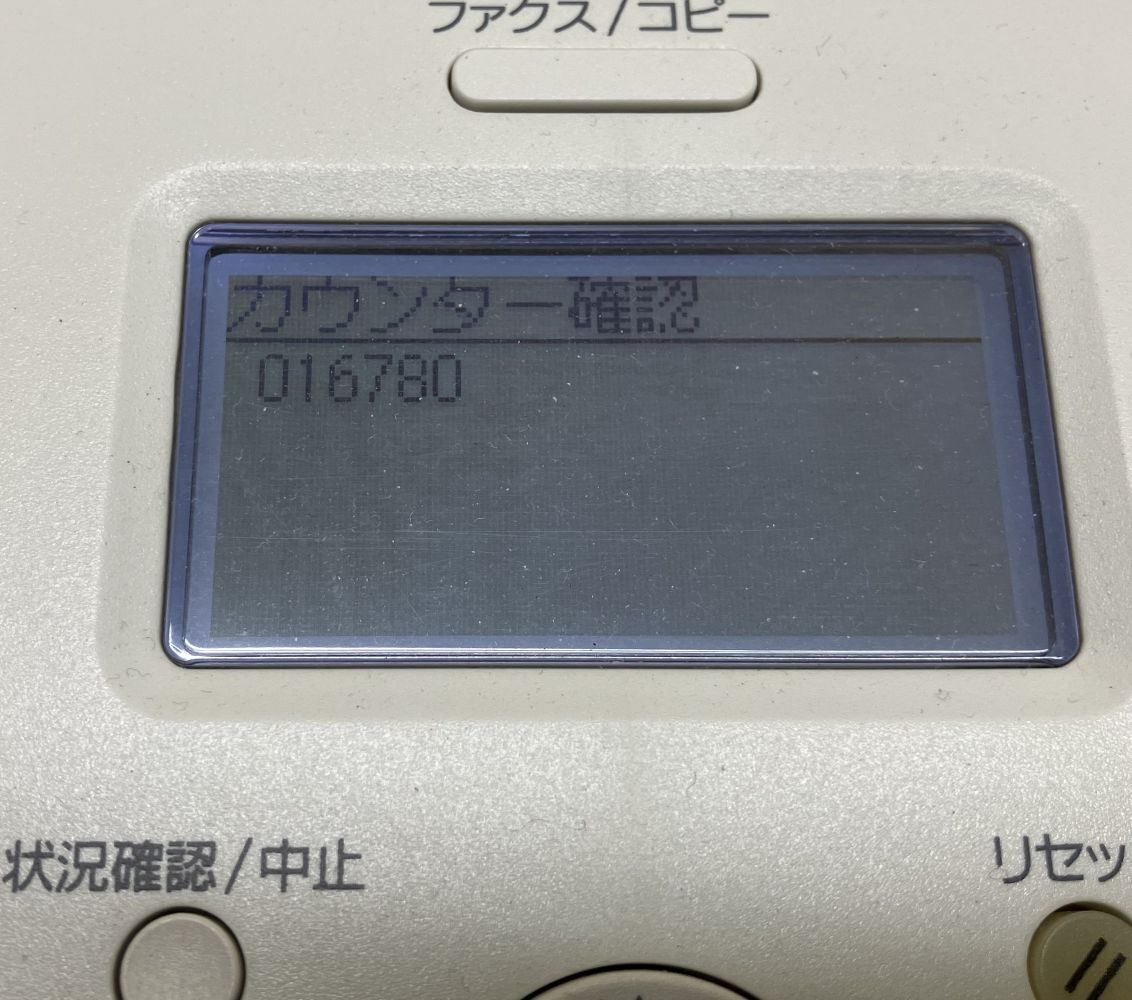 ファクス/コピー
カウンター確認
016780
状況確認/中止
リセッ